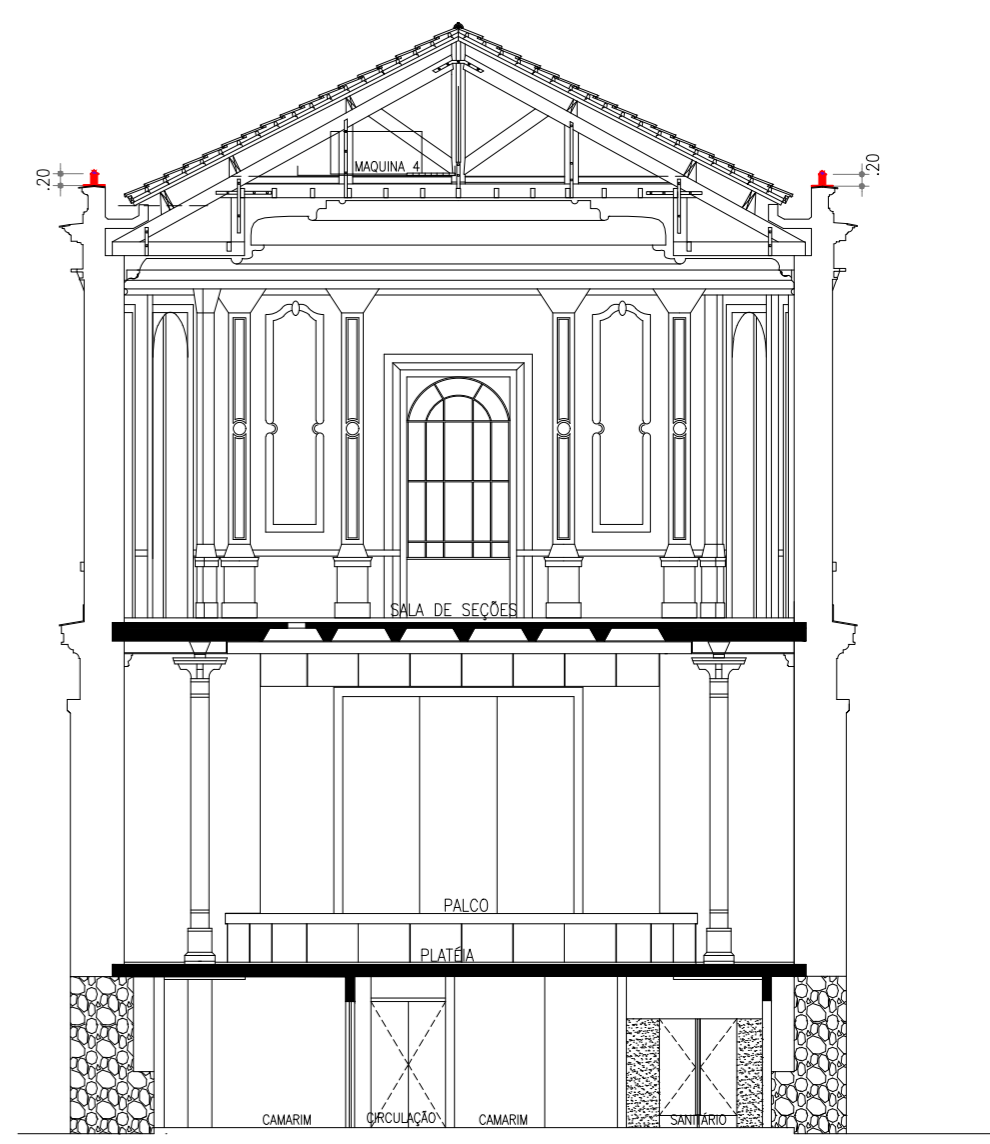 .20
.20
MAQUINA 4
SALA DE SEÇÕES
PALCO
PLATÉIA
CAMARIM
CIRCULAÇÃO
CAMARIM
SANITÁRIO